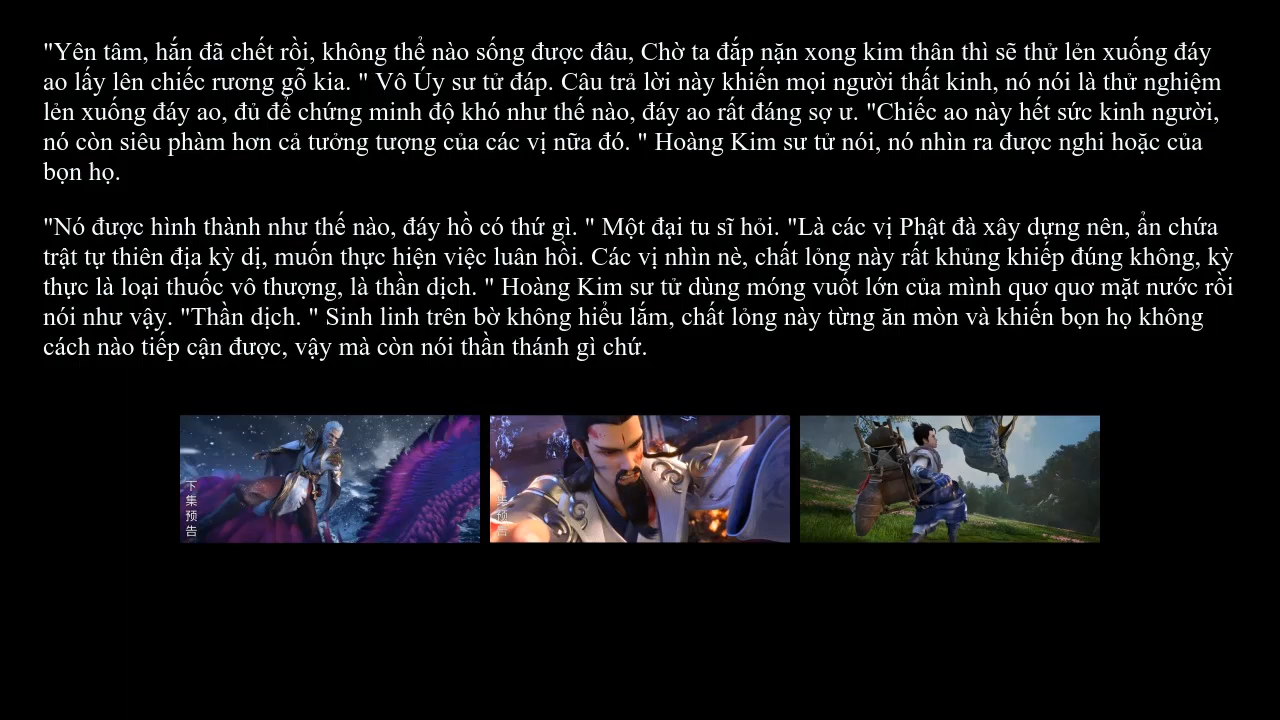 "Yên tâm, hắn đã chết rồi, không thể nào sống được đâu, Chờ ta đắp nặn xong kim thân thì sẽ thử lẻn xuống đáy
ao lấy lên chiếc rương gỗ kia. " Vô Úy sư tử đáp. Câu trả lời này khiến mọi người thất kinh, nó nói là thử nghiệm
lẻn xuống đáy ao, đủ để chứng minh độ khó như thế nào, đáy ao rất đáng sợ ư. "Chiếc ao này hết sức kinh người,
nó còn siêu phàm hơn cả tưởng tượng của các vị nữa đó. " Hoàng Kim sư tử nói, nó nhìn ra được nghi hoặc của
bọn họ.
"Nó được hình thành như thế nào, đáy hồ có thứ gì. " Một đại tu sĩ hỏi. "Là các vị Phật đà xây dựng nên, ẩn chứa
trật tự thiên địa kỳ dị, muốn thực hiện việc luân hồi. Các vị nhìn nè, chất lỏng này rất khủng khiếp đúng không, kỳ
thực là loại thuốc vô thượng, là thần dịch. " Hoàng Kim sư tử dùng móng vuốt lớn của mình quơ quơ mặt nước rồi
nói như vậy. "Thần dịch. " Sinh linh trên bờ không hiểu lắm, chất lỏng này từng ăn mòn và khiến bọn họ không
cách nào tiếp cận được, vậy mà còn nói thần thánh gì chứ.
下集预告
下集预告